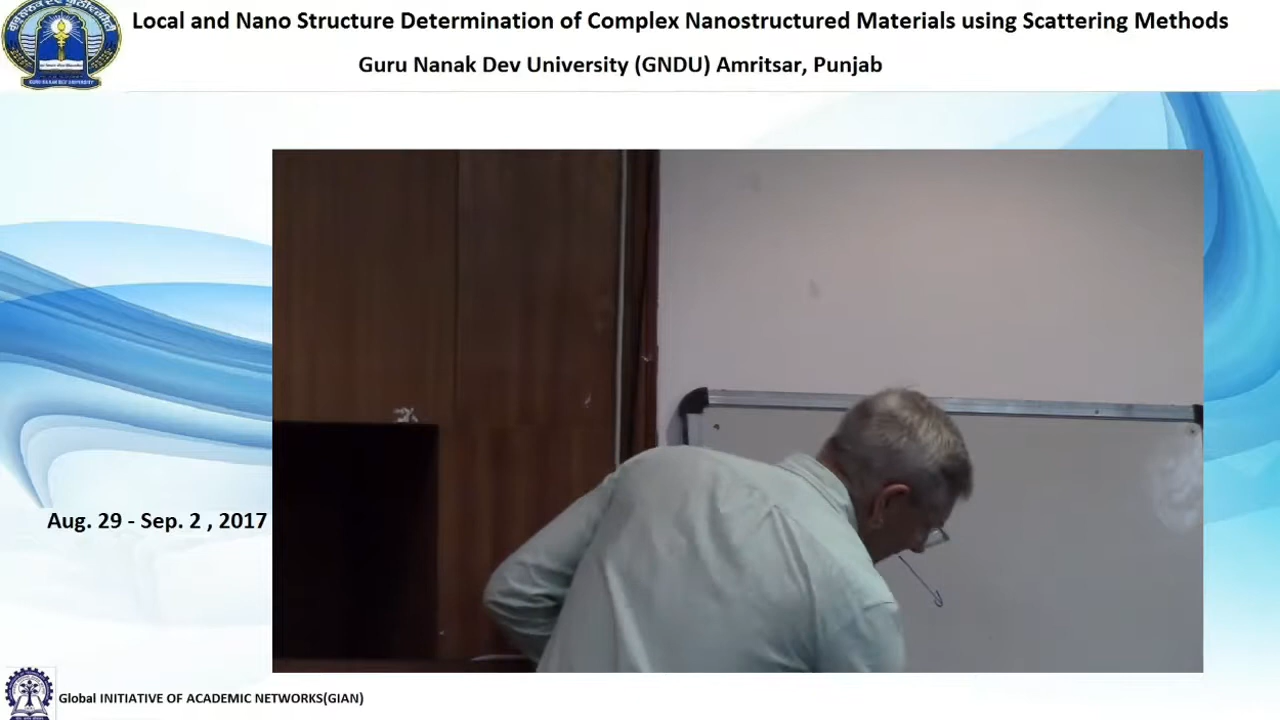 Local and Nano Structure Determination of Complex Nanostructured Materials using Scattering Methods
Guru Nanak Dev University (GNDU) Amritsar, Punjab
Aug. 29 - Sep. 2 , 2017
Global INITIATIVE OF ACADEMIC NETWORKS(GIAN)